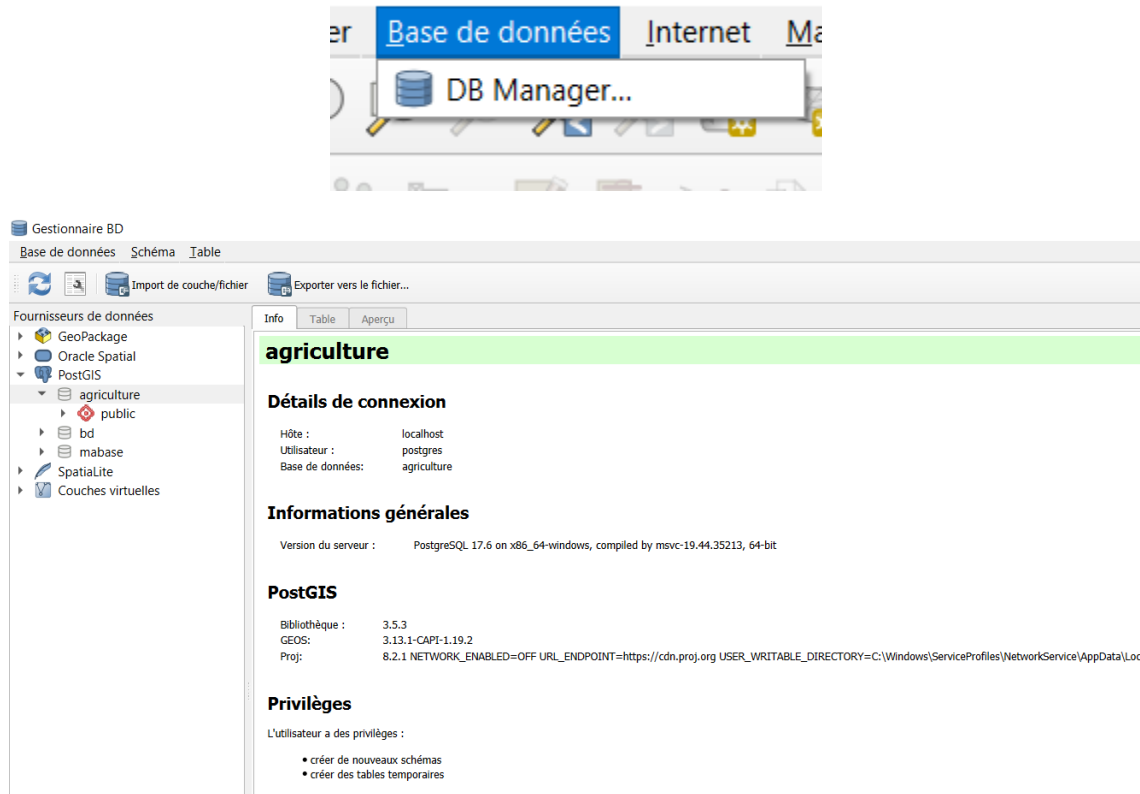 er Base de données Internet Ma
DB Manager...
Gestionnaire BD
Base de données Schéma Table
Import de couche/fichier Exporter vers le fichier...
Fournisseurs de données
GeoPackage
Oracle Spatial
PostGIS
agriculture
public
bd
mabase
SpatiaLite
Couches virtuelles
Info Table Aperçu
agriculture
Détails de connexion
Hôte : localhost
Utilisateur : postgres
Base de données: agriculture
Informations générales
Version du serveur : PostgreSQL 17.6 on x86_64-windows, compiled by msvc-19.44.35213, 64-bit
PostGIS
Bibliothèque : 3.5.3
GEOS: 3.13.1-CAPI-1.19.2
Proj: 8.2.1 NETWORK_ENABLED=OFF URL_ENDPOINT=https://cdn.proj.org USER_WRITABLE_DIRECTORY=C:\Windows\ServiceProfiles\NetworkService\AppData\Loc
Privilèges
L'utilisateur a des privilèges :
• créer de nouveaux schémas
• créer des tables temporaires